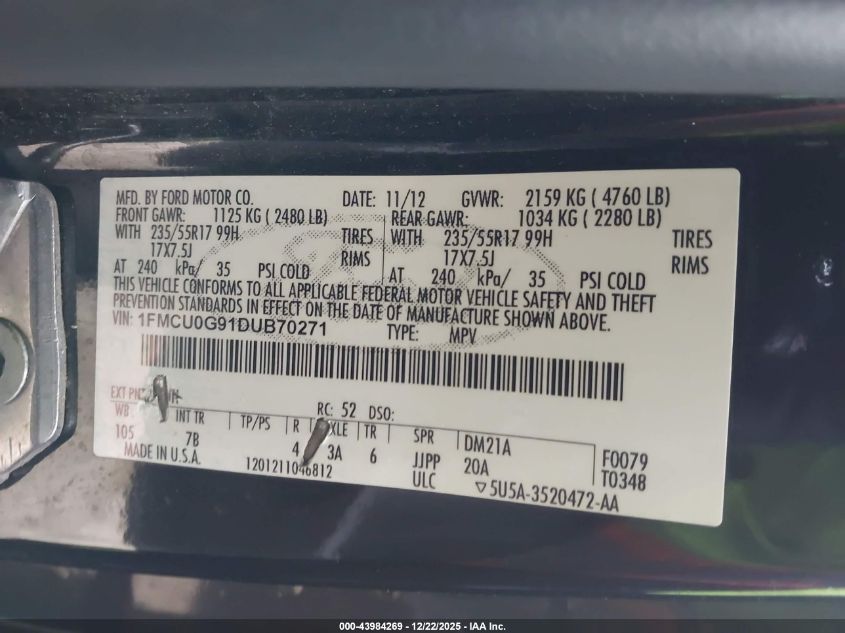 MFD. BY FORD MOTOR CO. DATE: 11/12 GVWR: 2159 KG ( 4760 LB)
FRONT GAWR: 1125 KG ( 2480 LB) REAR GAWR: 1034 KG ( 2280 LB)
WITH 235/55R17 99H TIRES WITH 235/55R17 99H TIRES
17X7.5J RIMS 17X7.5J RIMS
AT 240 kPa/ 35 PSI COLD AT 240 kPa/ 35 PSI COLD
THIS VEHICLE CONFORMS TO ALL APPLICABLE FEDERAL MOTOR VEHICLE SAFETY AND THEFT
PREVENTION STANDARDS IN EFFECT ON THE DATE OF MANUFACTURE SHOWN ABOVE.
VIN: 1FMCU0G91DUB70271 TYPE: MPV
EXT PNT:
RC: 52 DSO:
WB INT TR TP/PS R TR SPR DM21A F0079
105 7B 4 3A 6 JJPP 20A T0348
MADE IN U.S.A. 1201211046812 ULC ▽5U5A-3520472-AA
000-43984269 - 12/22/2025 - IAA Inc.